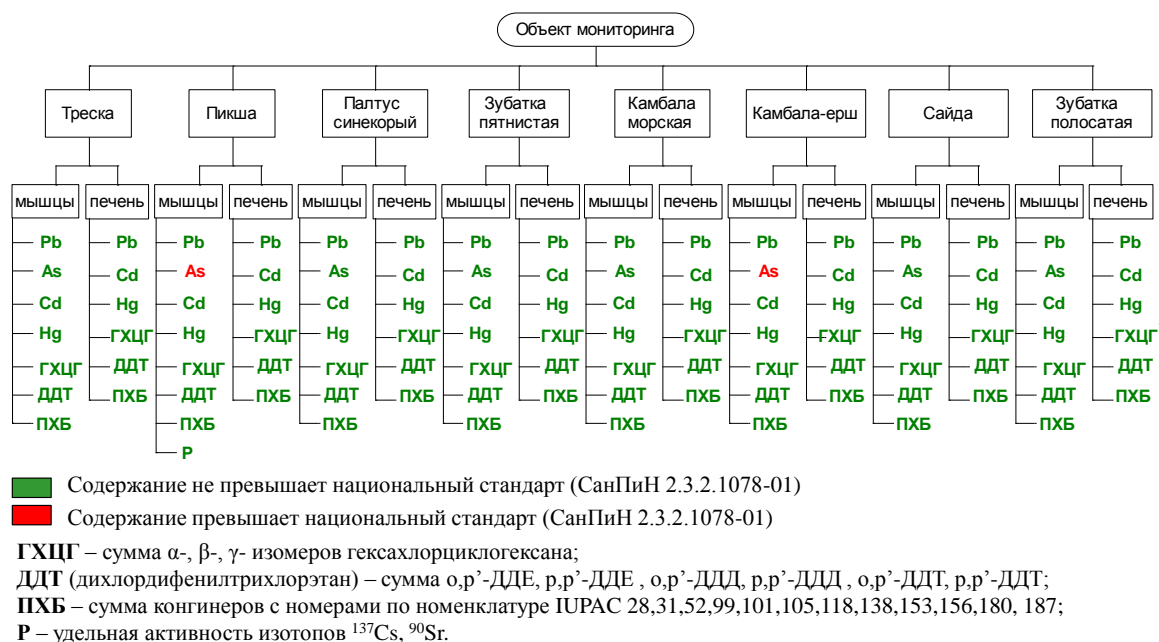 Объект мониторинга
Треска
Пикша
Палтус
синекорый
Зубатка
пятнистая
Камбала
морская
Камбала-ерш
Сайда
Зубатка
полосатая
мышцы печень мышцы печень мышцы печень мышцы печень мышцы печень мышцы печень мышцы печень мышцы печень
Pb Pb Pb Pb Pb Pb Pb Pb Pb Pb Pb Pb Pb Pb Pb Pb
As Cd As Cd As Cd As Cd As Cd As Cd As Cd As Cd
Cd Hg Cd Hg Cd Hg Cd Hg Cd Hg Cd Hg Cd Hg Cd Hg
Hg ГХЦГ Hg ГХЦГ Hg ГХЦГ Hg ГХЦГ Hg ГХЦГ Hg ГХЦГ Hg ГХЦГ Hg ГХЦГ
ГХЦГ ДДТ ГХЦГ ДДТ ГХЦГ ДДТ ГХЦГ ДДТ ГХЦГ ДДТ ГХЦГ ДДТ ГХЦГ ДДТ ГХЦГ ДДТ
ДДТ ПХБ ДДТ ПХБ ДДТ ПХБ ДДТ ПХБ ДДТ ПХБ ДДТ ПХБ ДДТ ПХБ ДДТ ПХБ
ПХБ ПХБ ПХБ ПХБ ПХБ ПХБ ПХБ ПХБ
Р
Содержание не превышает национальный стандарт (СанПиН 2.3.2.1078-01)
Содержание превышает национальный стандарт (СанПиН 2.3.2.1078-01)
ГХЦГ – сумма α-, β-, γ- изомеров гексахлорциклогексана;
ДДТ (дихлордифенилтрихлорэтан) – сумма о,р’-ДДЕ, р,р’-ДДЕ , о,р’-ДДД, р,р’-ДДД , о,р’-ДДТ, р,р’-ДДТ;
ПХБ – сумма конгинеров с номерами по номенклатуре IUPAC 28,31,52,99,101,105,118,138,153,156,180, 187;
Р – удельная активность изотопов ¹³⁷Cs, ⁹⁰Sr.